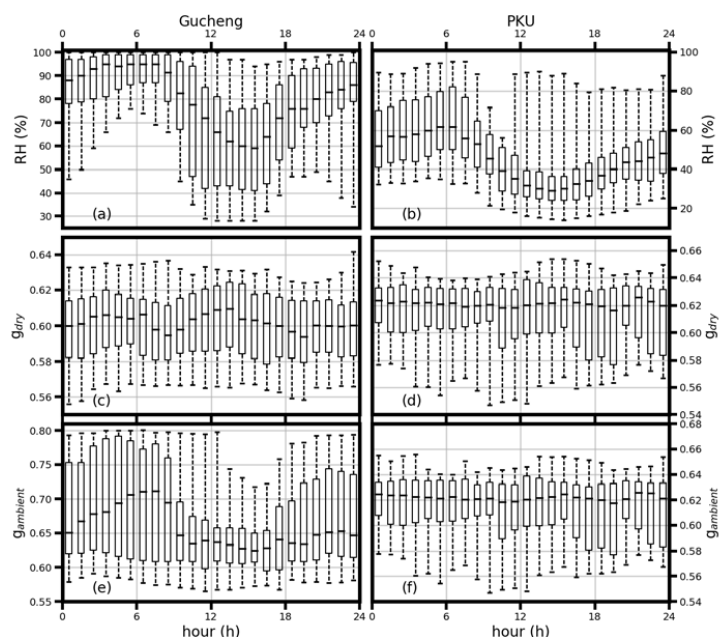 Gucheng PKU
0 6 12 18 24 0 6 12 18 24
100 90 80 70 60 50 40 30
RH (%)
(a)
(b)
100 80 60 40 20
RH (%)
0.64 0.62 0.60 0.58 0.56
g_dry
(c)
(d)
0.66 0.64 0.62 0.60 0.58 0.56 0.54
g_dry
0.80 0.75 0.70 0.65 0.60 0.55
g_ambient
(e)
(f)
0.68 0.66 0.64 0.62 0.60 0.58 0.56 0.54
g_ambient
0 6 12 18 24 0 6 12 18 24
hour (h) hour (h)